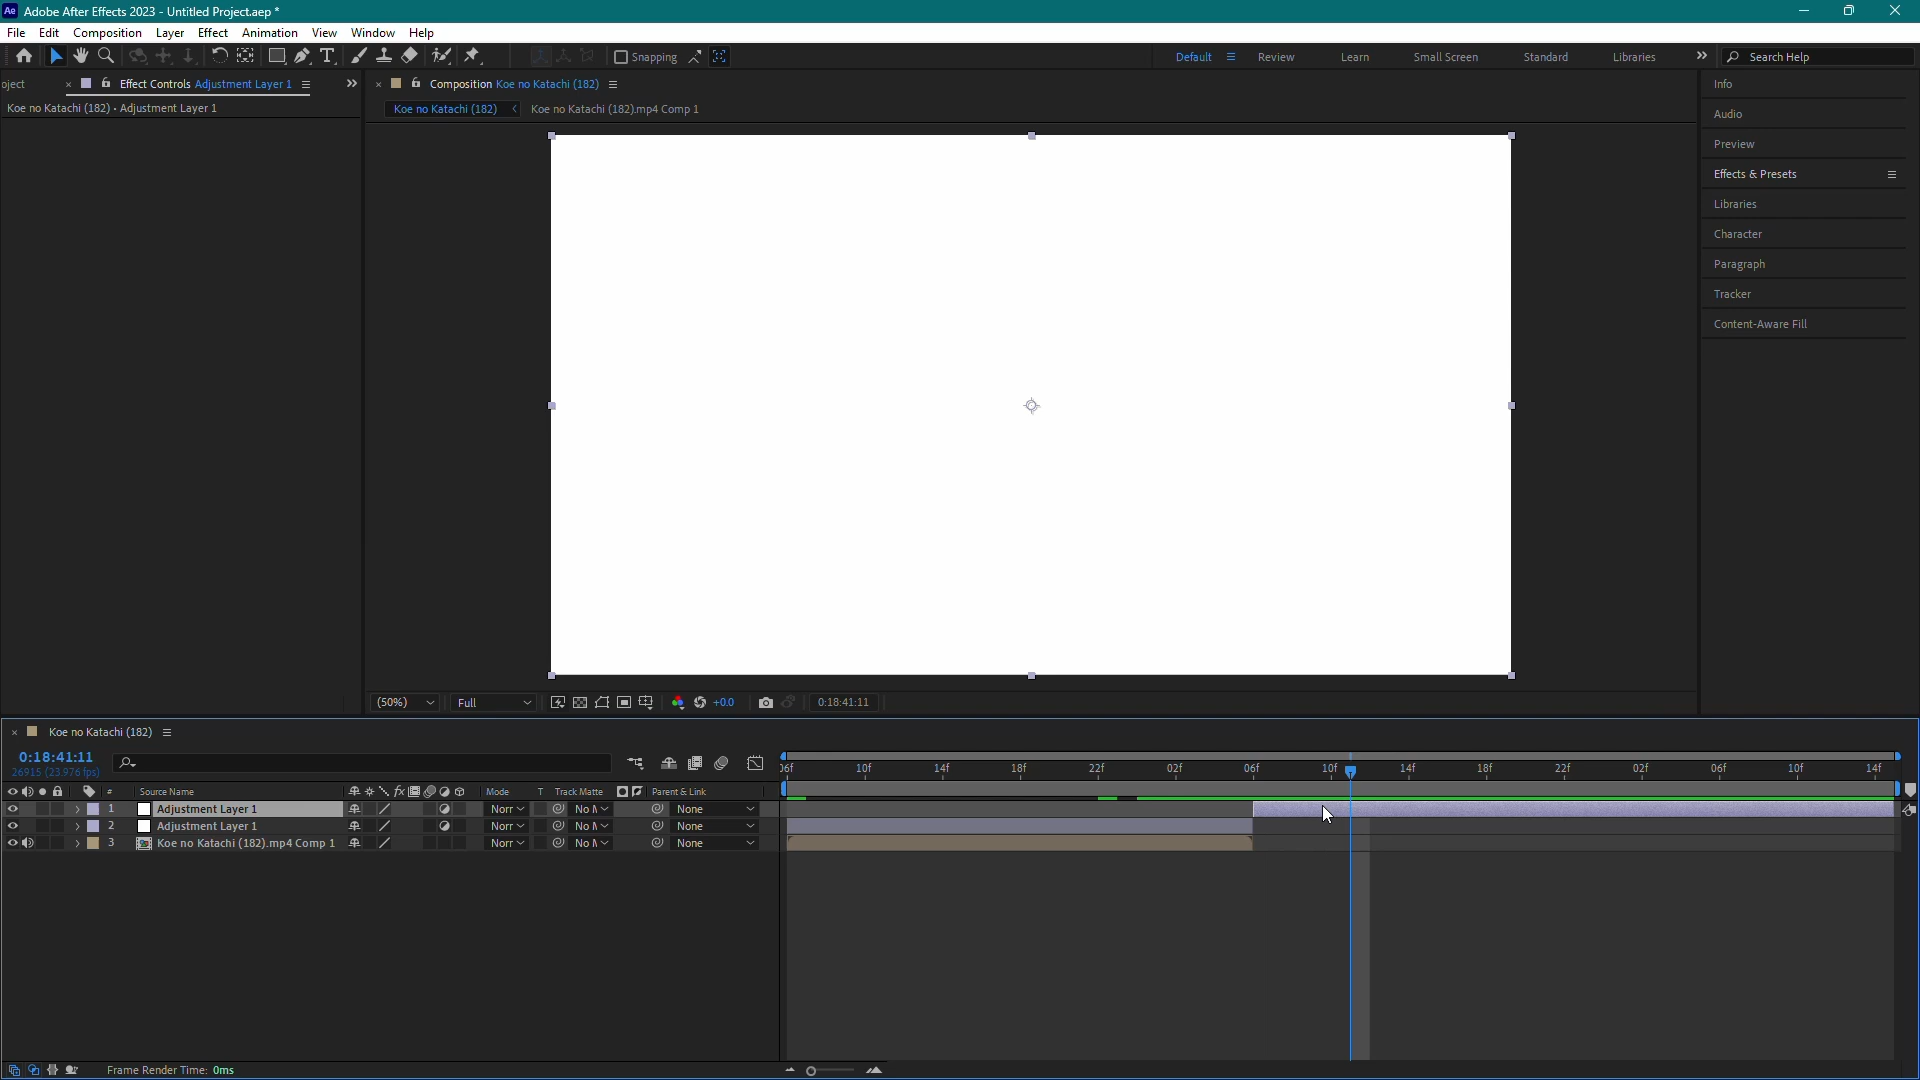 Ae Adobe After Effects 2023 - Untitled Project.aep *
File Edit Composition Layer Effect Animation View Window Help
Snapping Default Review Learn Small Screen Standard Libraries Search Help
oject Effect Controls Adjustment Layer 1
Koe no Katachi (182) • Adjustment Layer 1
Composition Koe no Katachi (182)
Koe no Katachi (182) < Koe no Katachi (182).mp4 Comp 1
Info
Audio
Preview
Effects & Presets
Libraries
Character
Paragraph
Tracker
Content-Aware Fill
(50%) Full +0.0 0:18:41:11
Koe no Katachi (182)
0:18:41:11
26915 (23.976 fps)
06f 10f 14f 18f 22f 02f 06f 10f 14f 18f 22f 02f 06f 10f 14f
# Source Name fx Mode T Track Matte Parent & Link
1 Adjustment Layer 1 Norr No M None
2 Adjustment Layer 1 Norr No M None
3 Koe no Katachi (182).mp4 Comp 1 Norr No M None
Frame Render Time: 0ms